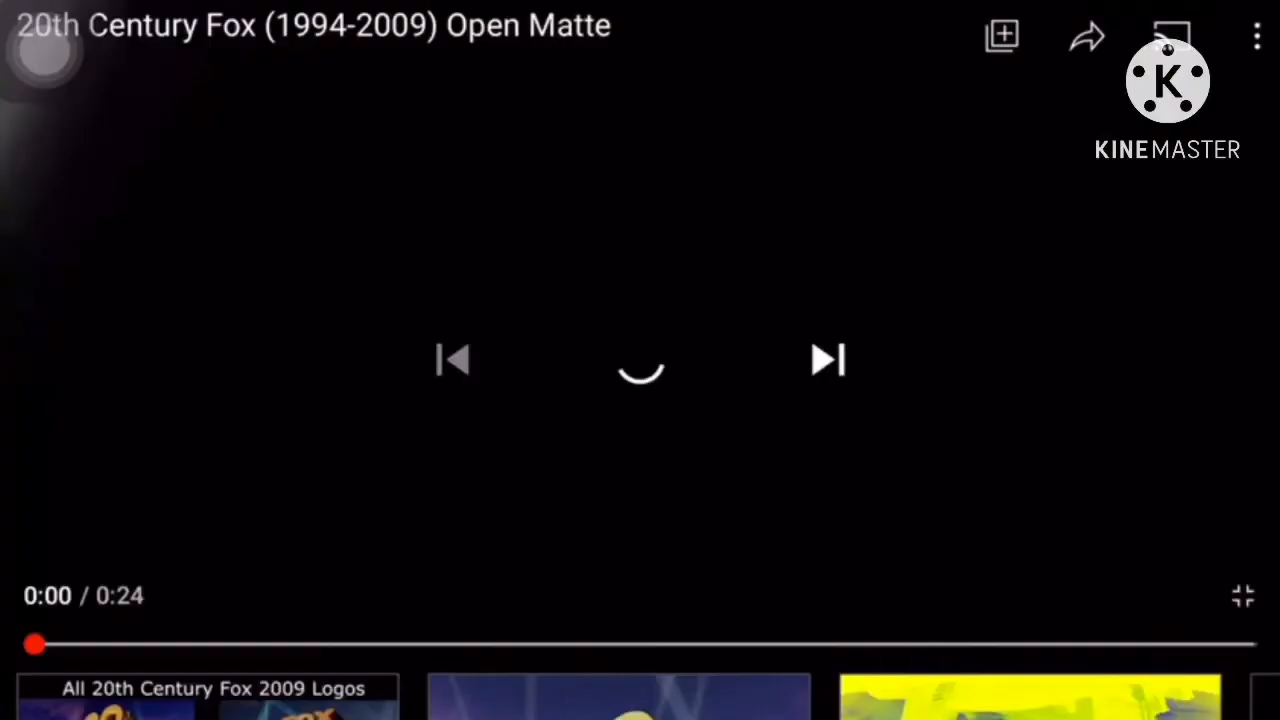 20th Century Fox (1994-2009) Open Matte
K
KINEMASTER
0:00 / 0:24
All 20th Century Fox 2009 Logos